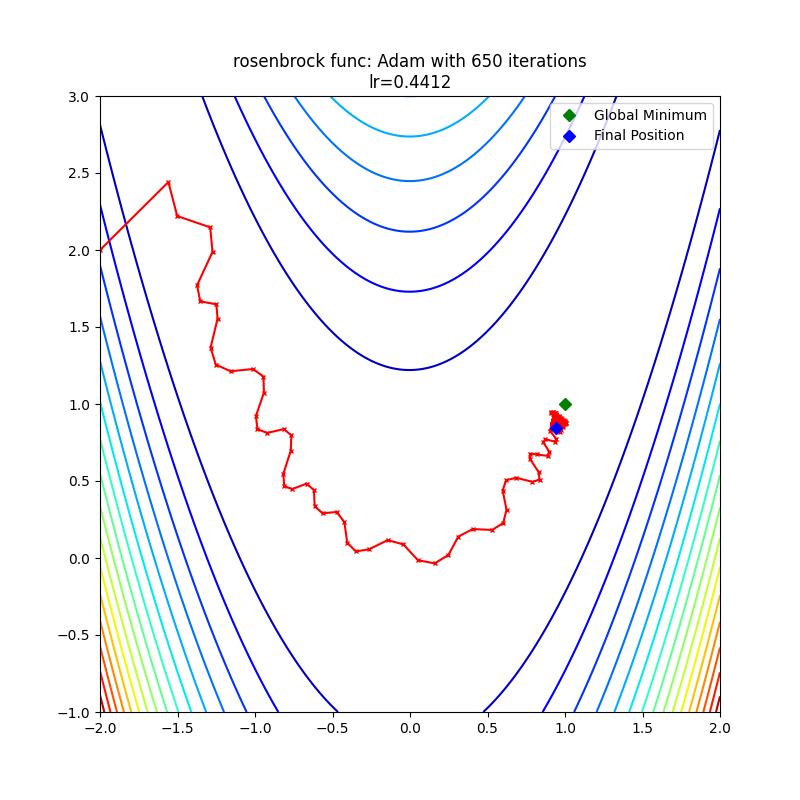 rosenbrock func: Adam with 650 iterations
lr=0.4412
Global Minimum
Final Position
3.0
2.5
2.0
1.5
1.0
0.5
0.0
−0.5
−1.0
−2.0 −1.5 −1.0 −0.5 0.0 0.5 1.0 1.5 2.0